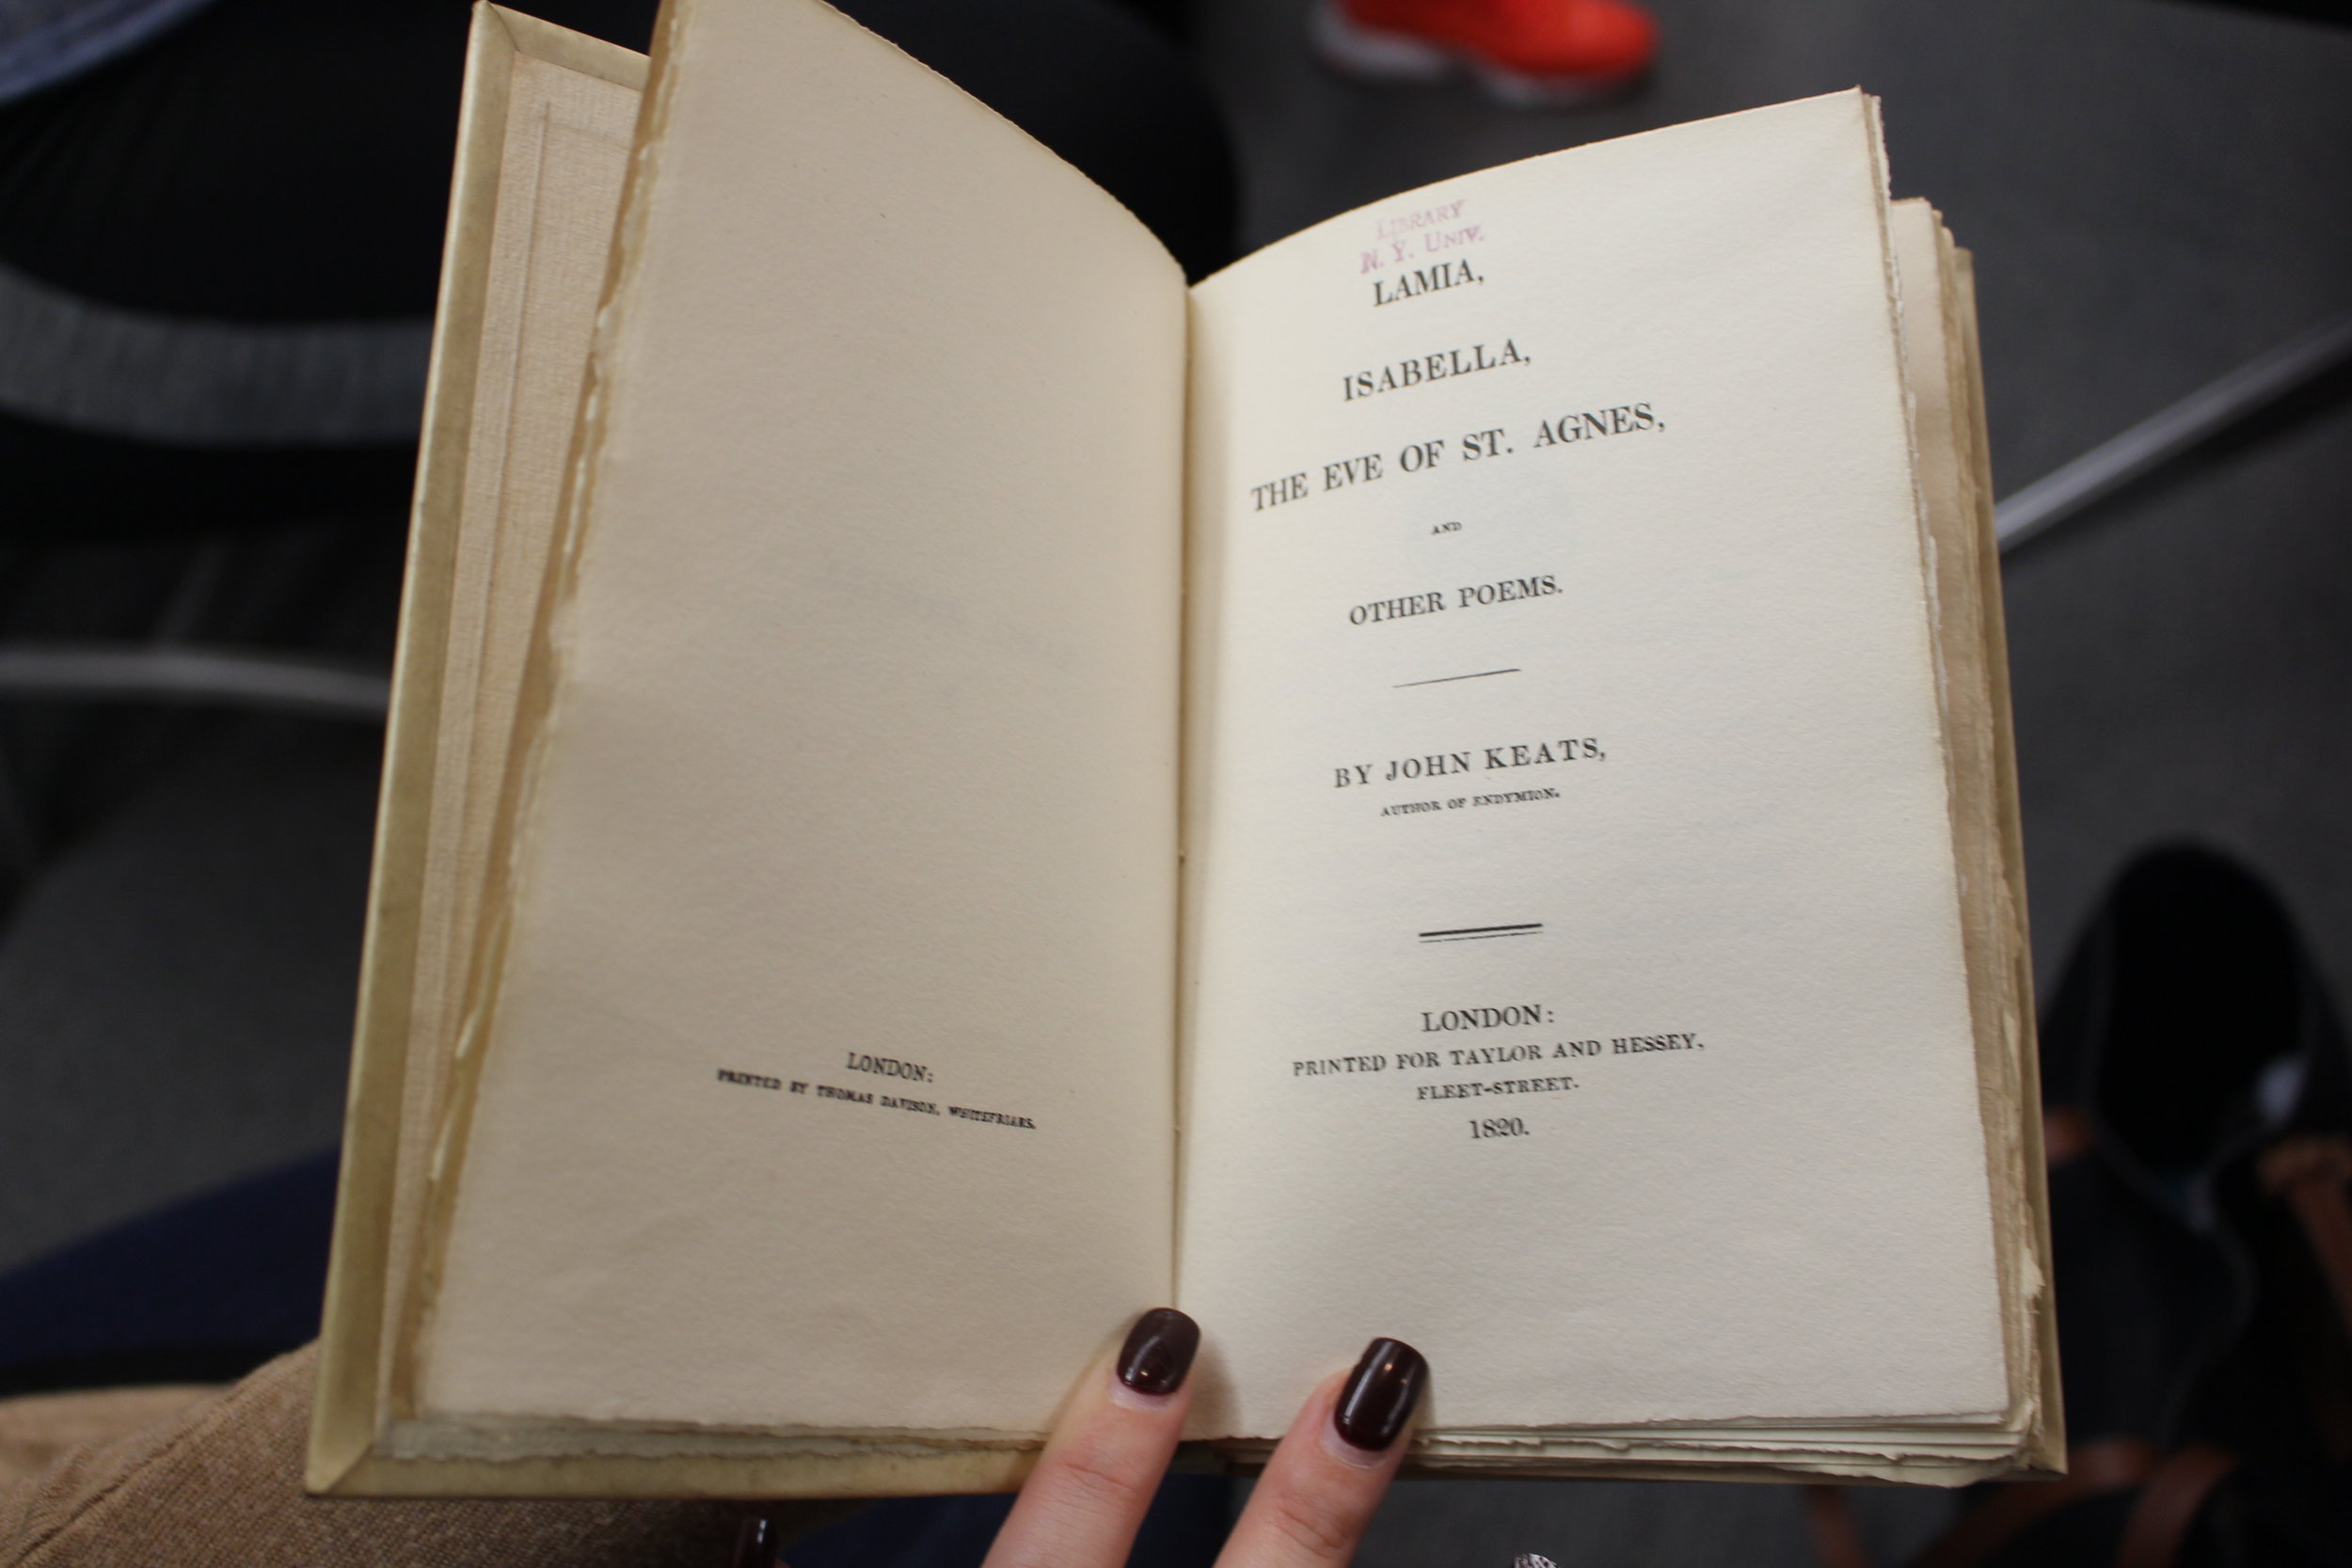 LONDON:
PRINTED BY THOMAS DAVISON, WHITEFRIARS.
LIBRARY
N. Y. UNIV.
LAMIA,
ISABELLA,
THE EVE OF ST. AGNES,
AND
OTHER POEMS.
BY JOHN KEATS,
AUTHOR OF ENDYMION.
LONDON:
PRINTED FOR TAYLOR AND HESSEY,
FLEET-STREET.
1820.